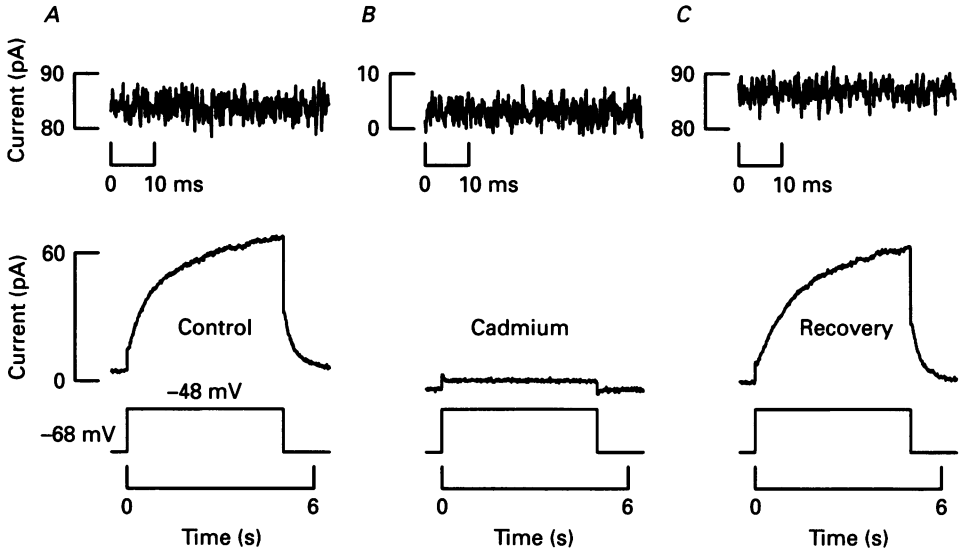 A
B
C
Current (pA)
90
80
0 10 ms
10
0
0 10 ms
90
80
0 10 ms
Current (pA)
60
0
Control
Cadmium
Recovery
–48 mV
–68 mV
0 6
0 6
0 6
Time (s)
Time (s)
Time (s)